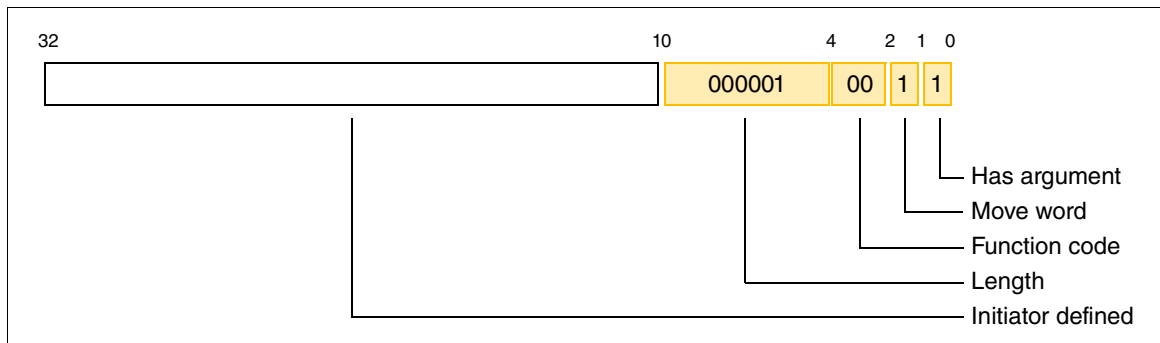 32 10 4 2 1 0
000001 00 1 1
Has argument
Move word
Function code
Length
Initiator defined